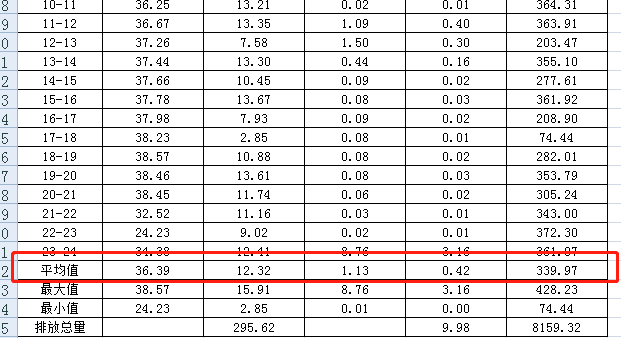 8 10-11 36.25 13.21 0.02 0.01 364.31
9 11-12 36.67 13.35 1.09 0.40 363.91
0 12-13 37.26 7.58 1.50 0.30 203.47
1 13-14 37.44 13.30 0.44 0.16 355.10
2 14-15 37.66 10.45 0.09 0.02 277.61
3 15-16 37.78 13.67 0.08 0.03 361.92
4 16-17 37.98 7.93 0.09 0.02 208.90
5 17-18 38.23 2.85 0.08 0.01 74.44
6 18-19 38.57 10.88 0.08 0.02 282.01
7 19-20 38.46 13.61 0.08 0.03 353.79
8 20-21 38.45 11.74 0.06 0.02 305.24
9 21-22 32.52 11.16 0.03 0.01 343.00
0 22-23 24.23 9.02 0.02 0.01 372.30
1 23-24 34.38 12.41 8.76 3.16 361.07
2 平均值 36.39 12.32 1.13 0.42 339.97
3 最大值 38.57 15.91 8.76 3.16 428.23
4 最小值 24.23 2.85 0.01 0.00 74.44
5 排放总量 295.62 9.98 8159.32